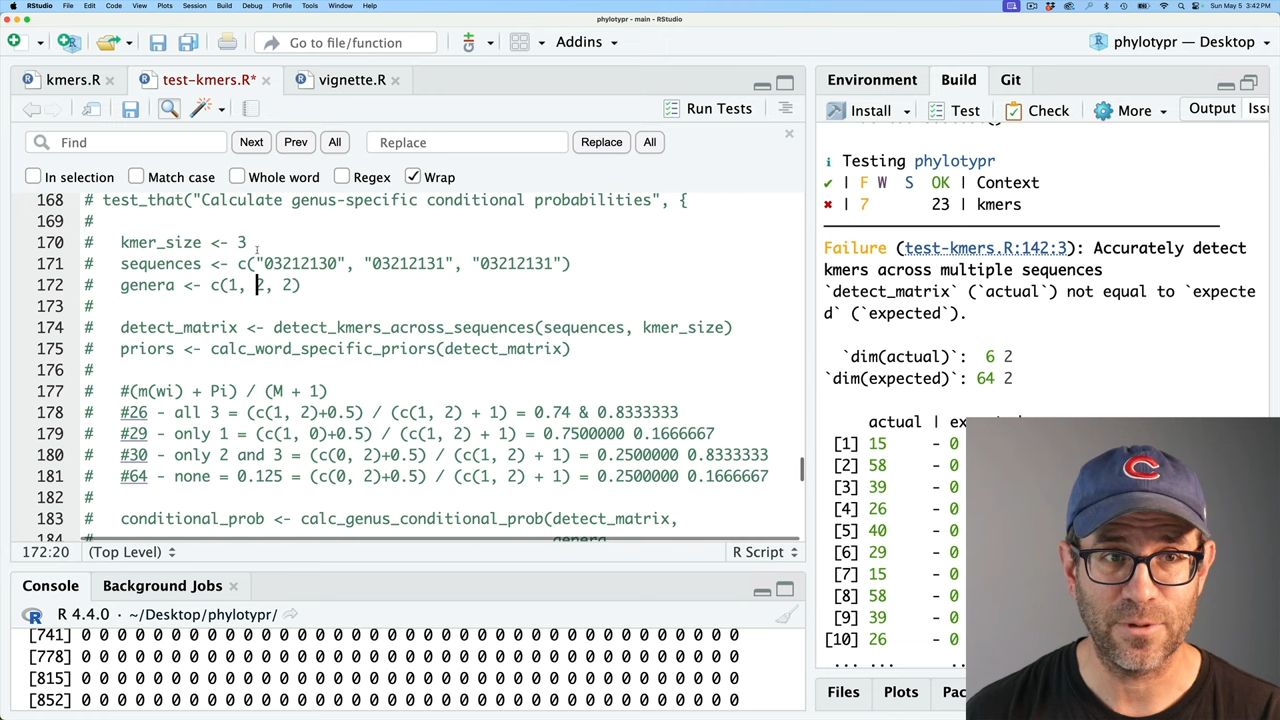 RStudio File Edit Code View Plots Session Build Debug Profile Tools Window Help Sun May 5 3:42 PM
phylotypr - main - RStudio
Go to file/function Addins phylotypr — Desktop
kmers.R test-kmers.R* vignette.R
Run Tests
Find Next Prev All Replace Replace All
In selection Match case Whole word Regex Wrap
168 # test_that("Calculate genus-specific conditional probabilities", {
169 #
170 # kmer_size <- 3
171 # sequences <- c("03212130", "03212131", "03212131")
172 # genera <- c(1, 2, 2)
173 #
174 # detect_matrix <- detect_kmers_across_sequences(sequences, kmer_size)
175 # priors <- calc_word_specific_priors(detect_matrix)
176 #
177 # #(m(wi) + Pi) / (M + 1)
178 # #26 - all 3 = (c(1, 2)+0.5) / (c(1, 2) + 1) = 0.74 & 0.8333333
179 # #29 - only 1 = (c(1, 0)+0.5) / (c(1, 2) + 1) = 0.7500000 0.1666667
180 # #30 - only 2 and 3 = (c(0, 2)+0.5) / (c(1, 2) + 1) = 0.2500000 0.8333333
181 # #64 - none = 0.125 = (c(0, 2)+0.5) / (c(1, 2) + 1) = 0.2500000 0.1666667
182 #
183 # conditional_prob <- calc_genus_conditional_prob(detect_matrix,
172:20 (Top Level) R Script
Console Background Jobs
R 4.4.0 · ~/Desktop/phylotypr/
[741] 0 0 0 0 0 0 0 0 0 0 0 0 0 0 0 0 0 0 0 0 0 0 0 0 0 0 0 0 0 0 0 0 0 0 0 0 0
[778] 0 0 0 0 0 0 0 0 0 0 0 0 0 0 0 0 0 0 0 0 0 0 0 0 0 0 0 0 0 0 0 0 0 0 0 0 0
[815] 0 0 0 0 0 0 0 0 0 0 0 0 0 0 0 0 0 0 0 0 0 0 0 0 0 0 0 0 0 0 0 0 0 0 0 0 0
[852] 0 0 0 0 0 0 0 0 0 0 0 0 0 0 0 0 0 0 0 0 0 0 0 0 0 0 0 0 0 0 0 0 0 0 0 0 0
Environment Build Git
Install Test Check More Output
i Testing phylotypr
✔ | F W S OK | Context
✖ | 7 23 | kmers
Failure (test-kmers.R:142:3): Accurately detect
kmers across multiple sequences
`detect_matrix` (`actual`) not equal to `expecte
d` (`expected`).
`dim(actual)`: 6 2
`dim(expected)`: 64 2
actual |
[1] 15 - 0
[2] 58 - 0
[3] 39 - 0
[4] 26 - 0
[5] 40 - 0
[6] 29 - 0
[7] 15 - 0
[8] 58 - 0
[9] 39 - 0
[10] 26 - 0
... ...
Files Plots